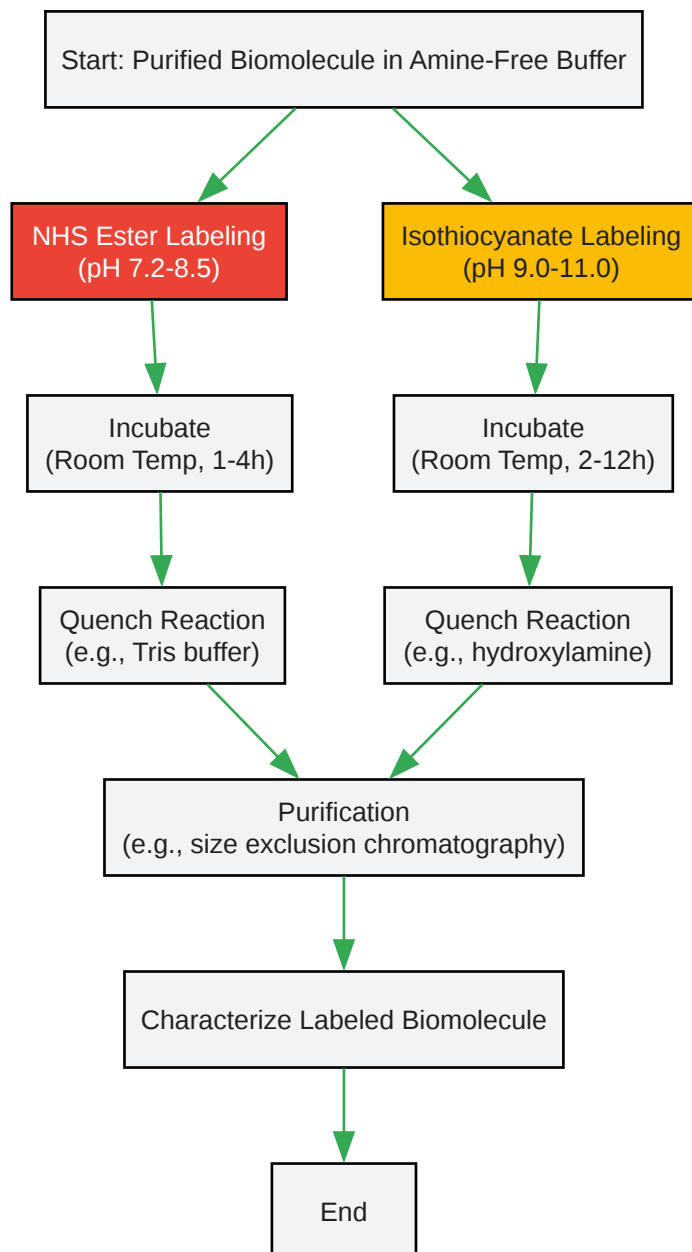 Start: Purified Biomolecule in Amine-Free Buffer
NHS Ester Labeling
(pH 7.2-8.5)
Isothiocyanate Labeling
(pH 9.0-11.0)
Incubate
(Room Temp, 1-4h)
Incubate
(Room Temp, 2-12h)
Quench Reaction
(e.g., Tris buffer)
Quench Reaction
(e.g., hydroxylamine)
Purification
(e.g., size exclusion chromatography)
Characterize Labeled Biomolecule
End